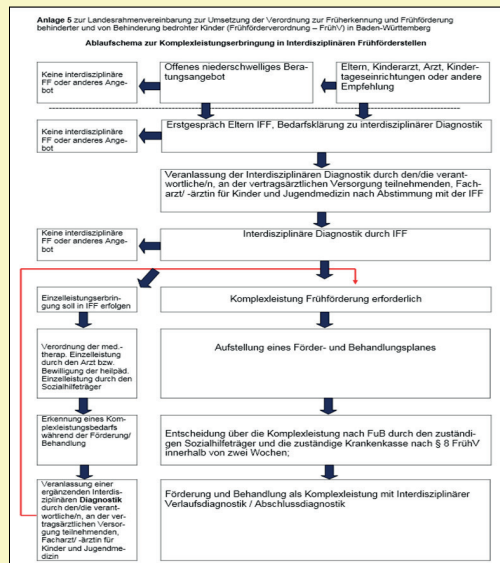 Anlage 5 zur Landesrahmenvereinbarung zur Umsetzung der Verordnung zur Früherkennung und Frühförderung
behinderter und von Behinderung bedrohter Kinder (Frühförderverordnung – FrühV) in Baden-Württemberg
Ablaufschema zur Komplexleistungserbringung in Interdisziplinären Frühförderstellen
Keine interdisziplinäre
FF oder anderes Ange-
bot
Offenes niederschwelliges Bera-
tungsangebot
Eltern, Kinderarzt, Arzt, Kinder-
tageseinrichtungen oder andere
Empfehlung
Keine interdisziplinäre
FF oder anderes Ange-
bot
Erstgespräch Eltern IFF, Bedarfsklärung zu interdisziplinärer Diagnostik
Veranlassung der Interdisziplinären Diagnostik durch den/die verant-
wortliche/n, an der vertragsärztlichen Versorgung teilnehmenden, Fach-
arzt/ -ärztin für Kinder und Jugendmedizin nach Abstimmung mit der IFF
Keine interdisziplinäre
FF oder anderes Ange-
bot
Interdisziplinäre Diagnostik durch IFF
Einzelleistungserbrin-
gung soll in IFF erfolgen
Komplexleistung Frühförderung erforderlich
Verordnung der med.-
therap. Einzelleistung
durch den Arzt bzw.
Bewilligung der heilpäd.
Einzelleistung durch den
Sozialhilfeträger
Aufstellung eines Förder- und Behandlungsplanes
Erkennung eines Kom-
plexleistungsbedarfs
während der Förderung/
Behandlung
Entscheidung über die Komplexleistung nach FuB durch den zuständi-
gen Sozialhilfeträger und die zuständige Krankenkasse nach § 8 FrühV
innerhalb von zwei Wochen;
Veranlassung einer
ergänzenden Interdis-
ziplinären Diagnostik
durch den/die verant-
wortliche/n, an der ver-
tragsärztlichen Versor-
gung teilnehmenden,
Facharzt/ -ärztin für
Kinder und Jugendme-
dizin
Förderung und Behandlung als Komplexleistung mit Interdisziplinärer
Verlaufsdiagnostik / Abschlussdiagnostik